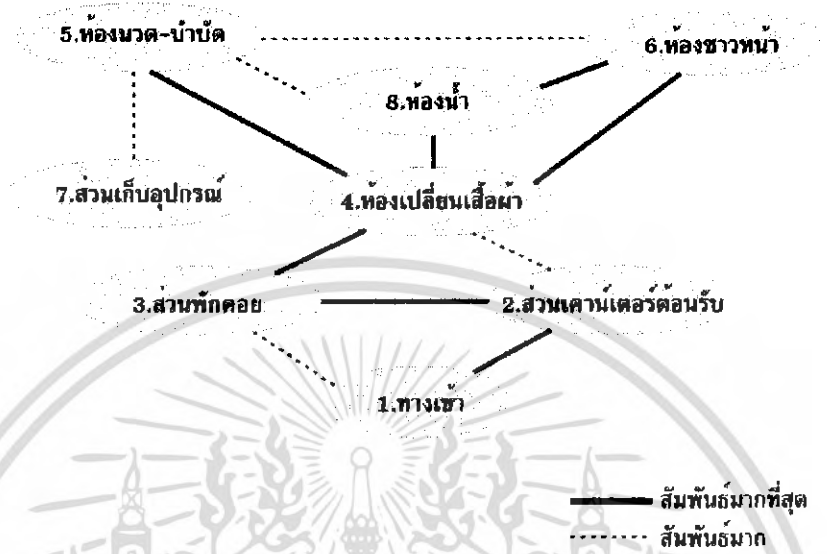 5.ห้องนวด-บำบัด
6.ห้องซาวหน้า
8.ห้องน้ำ
7.ส่วนเก็บอุปกรณ์
4.ห้องเปลี่ยนเสื้อผ้า
3.ส่วนพักคอย
2.ส่วนเคาน์เตอร์ต้อนรับ
1.ทางเข้า
สัมพันธ์มากที่สุด
สัมพันธ์มาก